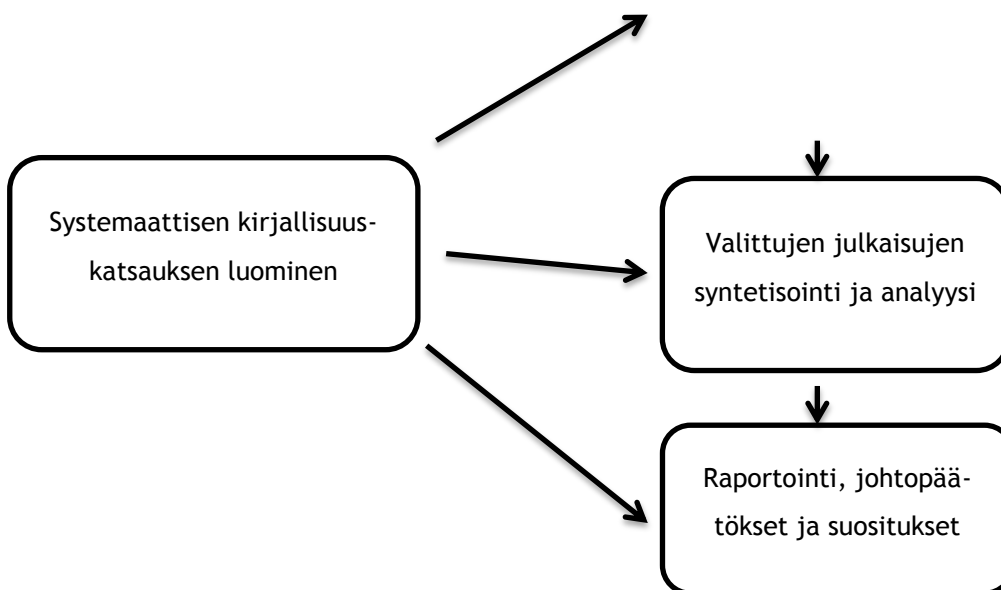 Systemaattisen kirjallisuus-
katsauksen luominen
Valittujen julkaisujen
syntetisointi ja analyysi
Raportointi, johtopää-
tökset ja suositukset